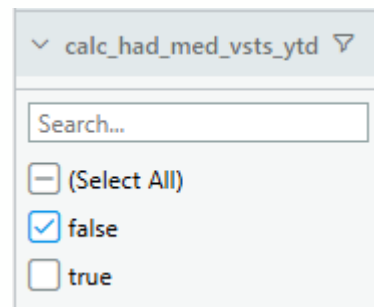 calc_had_med_vsts_ytd
Search...
(Select All)
false
true